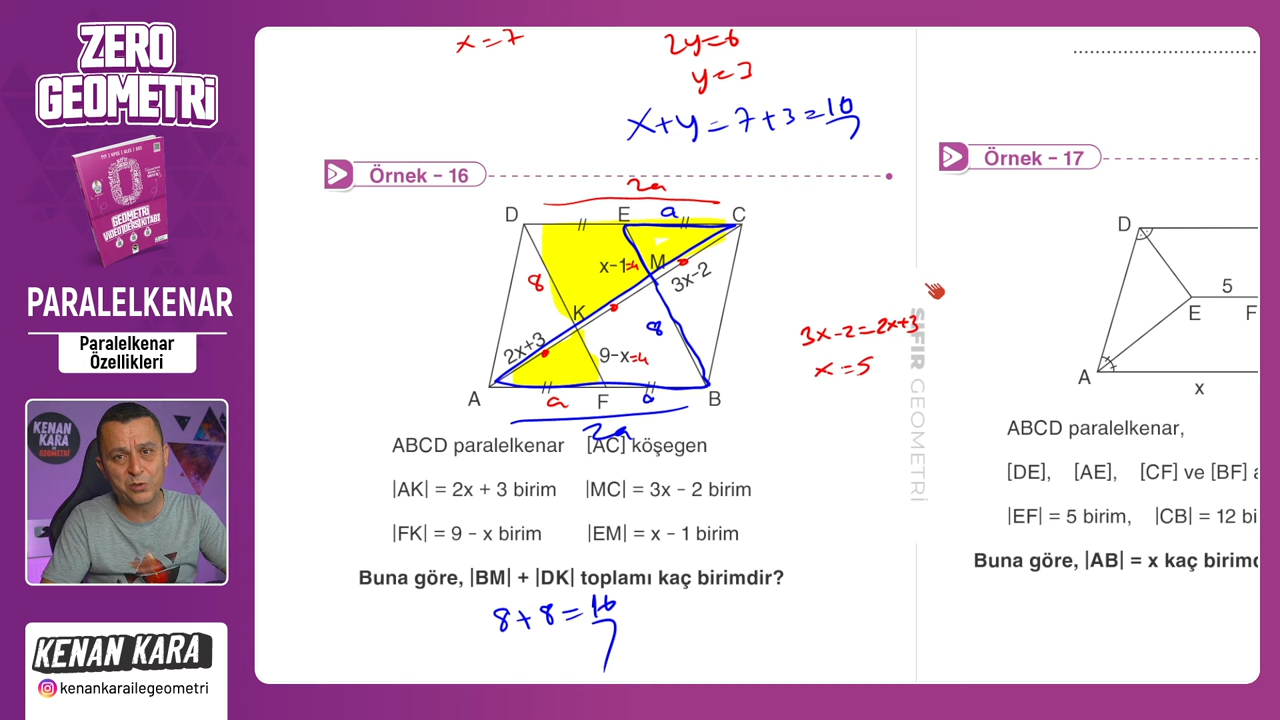 ZERO
GEOMETRİ
GEOMETRİ
VİDEO DERS KİTABI
PARALELKENAR
Paralelkenar
Özellikleri
KENAN
KARA
KENAN KARA
kenankarailegeometri
x=7
2y=6
y=3
x+y=7+3=10
Örnek - 16
2a
D E a C
x-1=4 M
3x-2
8
K
8
2x+3
9-x=4
A a F a B
2a
3x-2=2x+3
x=5
ABCD paralelkenar [AC] köşegen
|AK| = 2x + 3 birim |MC| = 3x - 2 birim
|FK| = 9 - x birim |EM| = x - 1 birim
Buna göre, |BM| + |DK| toplamı kaç birimdir?
8+8=16
SIFIR GEOMETRİ
Örnek - 17
D
5
E F
A
x
ABCD paralelkenar,
[DE], [AE], [CF] ve [BF] a
|EF| = 5 birim, |CB| = 12 bi
Buna göre, |AB| = x kaç birimd